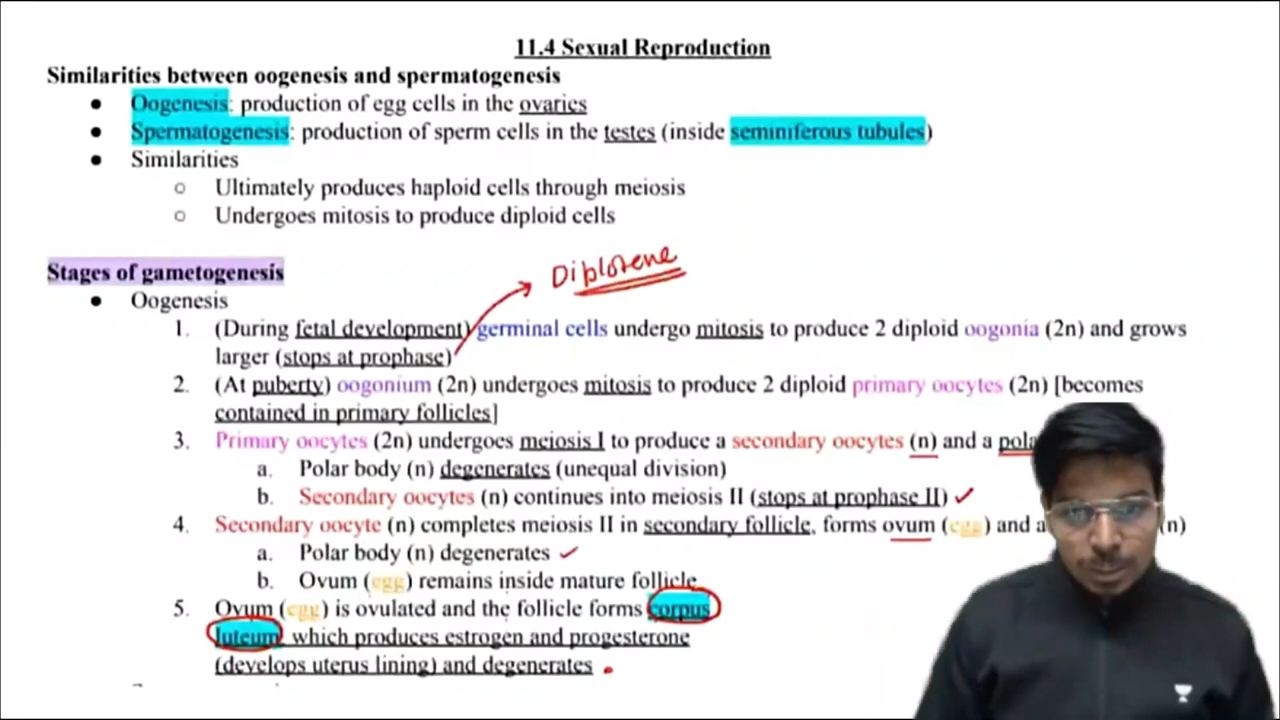 11.4 Sexual Reproduction
Similarities between oogenesis and spermatogenesis
● Oogenesis: production of egg cells in the ovaries
● Spermatogenesis: production of sperm cells in the testes (inside seminiferous tubules)
● Similarities
○ Ultimately produces haploid cells through meiosis
○ Undergoes mitosis to produce diploid cells
Diplotene
Stages of gametogenesis
● Oogenesis
1. (During fetal development) germinal cells undergo mitosis to produce 2 diploid oogonia (2n) and grows
larger (stops at prophase)
2. (At puberty) oogonium (2n) undergoes mitosis to produce 2 diploid primary oocytes (2n) [becomes
contained in primary follicles]
3. Primary oocytes (2n) undergoes meiosis I to produce a secondary oocytes (n) and a
a. Polar body (n) degenerates (unequal division)
b. Secondary oocytes (n) continues into meiosis II (stops at prophase II)
4. Secondary oocyte (n) completes meiosis II in secondary follicle, forms ovum (egg) and a (n)
a. Polar body (n) degenerates
b. Ovum (egg) remains inside mature follicle
5. Ovum (egg) is ovulated and the follicle forms corpus
luteum which produces estrogen and progesterone
(develops uterus lining) and degenerates